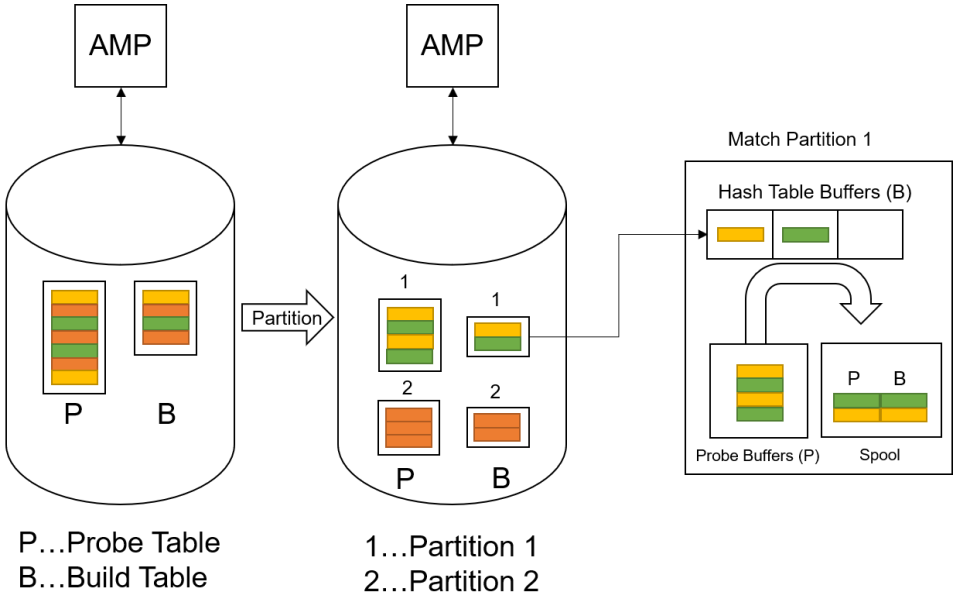 AMP
AMP
Match Partition 1
Hash Table Buffers (B)
1
1
Partition
2
2
P
B
P
B
P
B
Probe Buffers (P)
Spool
P...Probe Table
B...Build Table
1...Partition 1
2...Partition 2